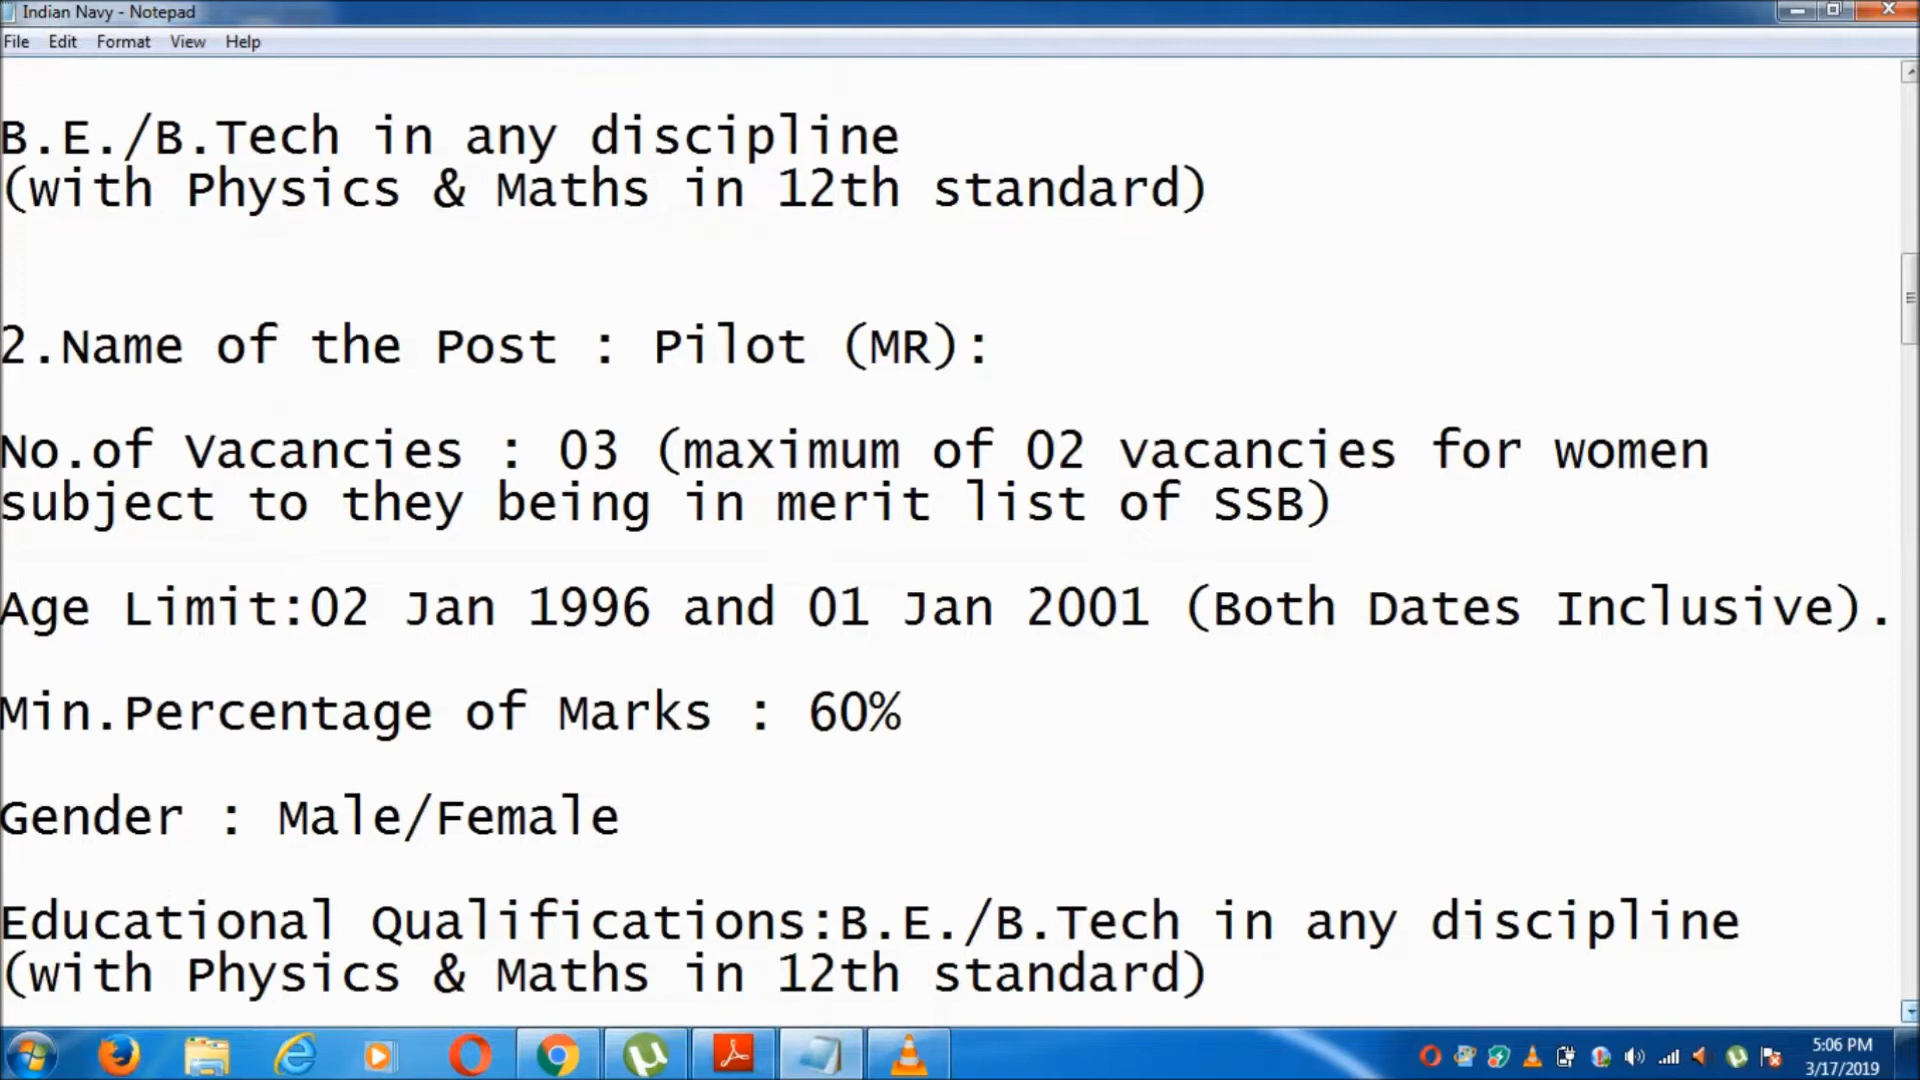 Indian Navy - Notepad
File Edit Format View Help
B.E./B.Tech in any discipline
(with Physics & Maths in 12th standard)
2.Name of the Post : Pilot (MR):
No.of Vacancies : 03 (maximum of 02 vacancies for women
subject to they being in merit list of SSB)
Age Limit:02 Jan 1996 and 01 Jan 2001 (Both Dates Inclusive).
Min.Percentage of Marks : 60%
Gender : Male/Female
Educational Qualifications:B.E./B.Tech in any discipline
(with Physics & Maths in 12th standard)
5:06 PM
3/17/2019